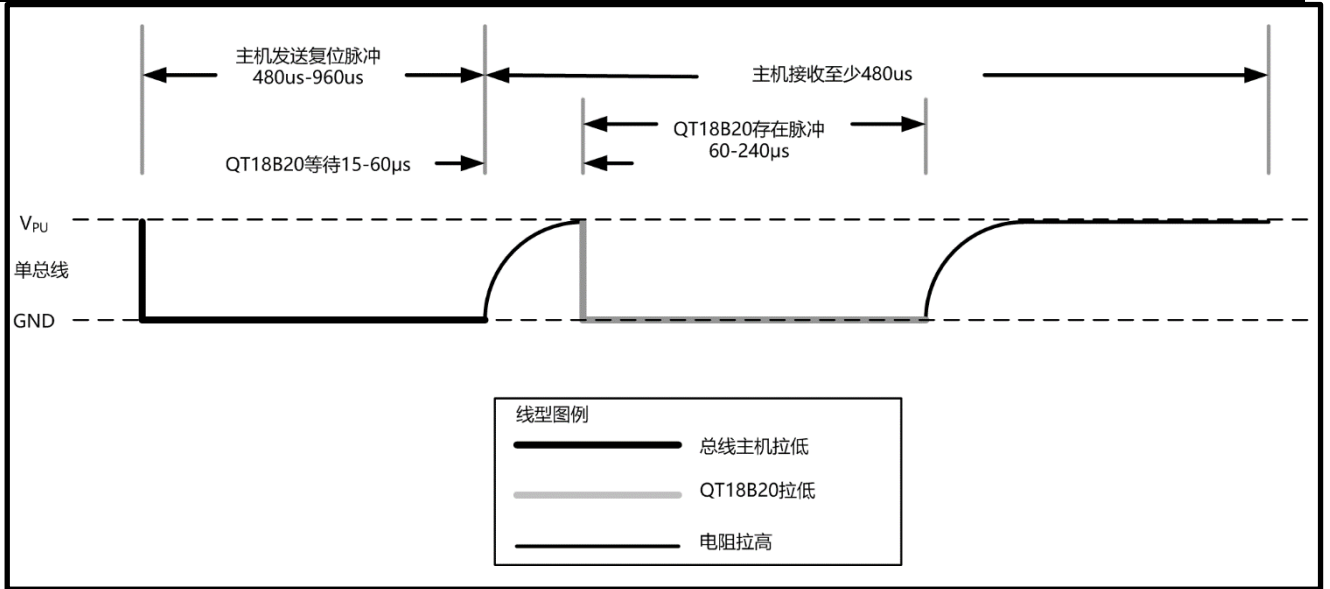 主机发送复位脉冲
480us-960us
主机接收至少480us
QT18B20存在脉冲
60-240μs
QT18B20等待15-60μs
VPU
单总线
GND
线型图例
总线主机拉低
QT18B20拉低
电阻拉高